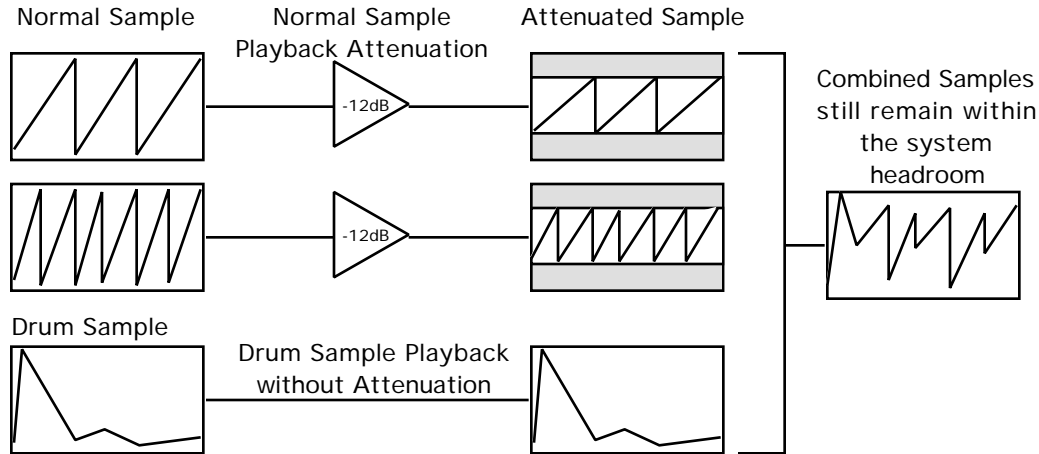 Normal Sample
Normal Sample
Playback Attenuation
Attenuated Sample
-12dB
-12dB
Combined Samples
still remain within
the system
headroom
Drum Sample
Drum Sample Playback
without Attenuation